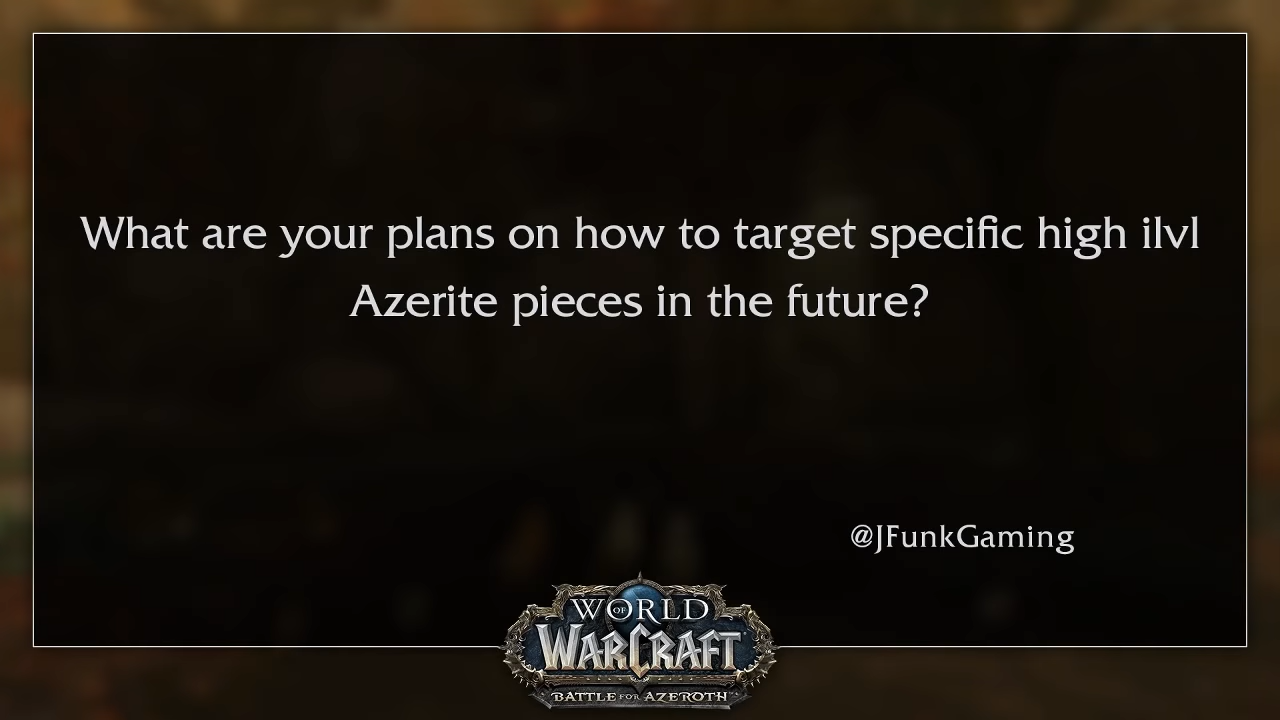 What are your plans on how to target specific high ilvl
Azerite pieces in the future?
@JFunkGaming
WORLD OF
WARCRAFT
BATTLE FOR AZEROTH